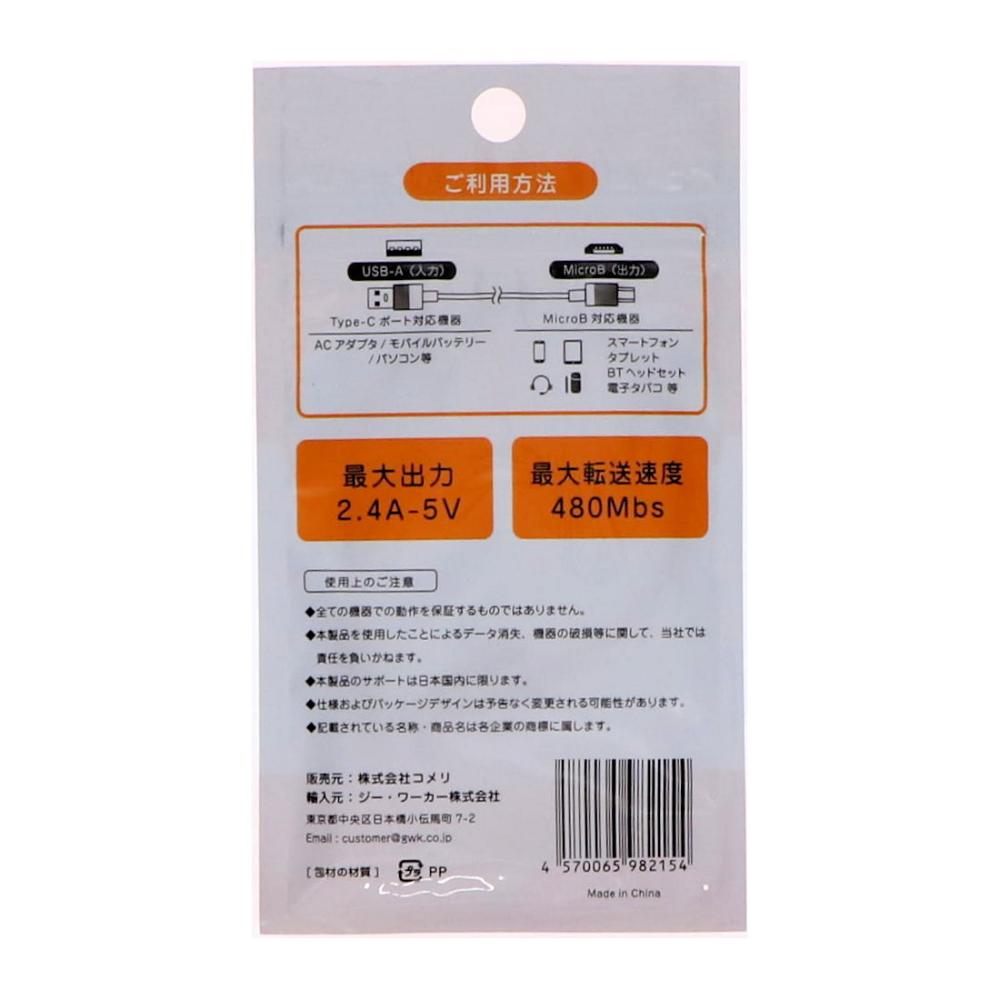 ご利用方法
USB-A（入力）
MicroB（出力）
Type-C ポート対応機器
MicroB 対応機器
AC アダプタ / モバイルバッテリー
/ パソコン等
スマートフォン
タブレット
BT ヘッドセット
電子タバコ 等
最大出力
2.4A-5V
最大転送速度
480Mbs
使用上のご注意
◆全ての機器での動作を保証するものではありません。
◆本製品を使用したことによるデータ消失、機器の破損等に関して、当社では
責任を負いかねます。
◆本製品のサポートは日本国内に限ります。
◆仕様およびパッケージデザインは予告なく変更される可能性があります。
◆記載されている名称・商品名は各企業の商標に属します。
販売元：株式会社コメリ
輸入元：ジー・ワーカー株式会社
東京都中央区日本橋小伝馬町 7-2
Email : customer@gwk.co.jp
[ 包材の材質 ] プラ PP
4 570065 982154
Made in China